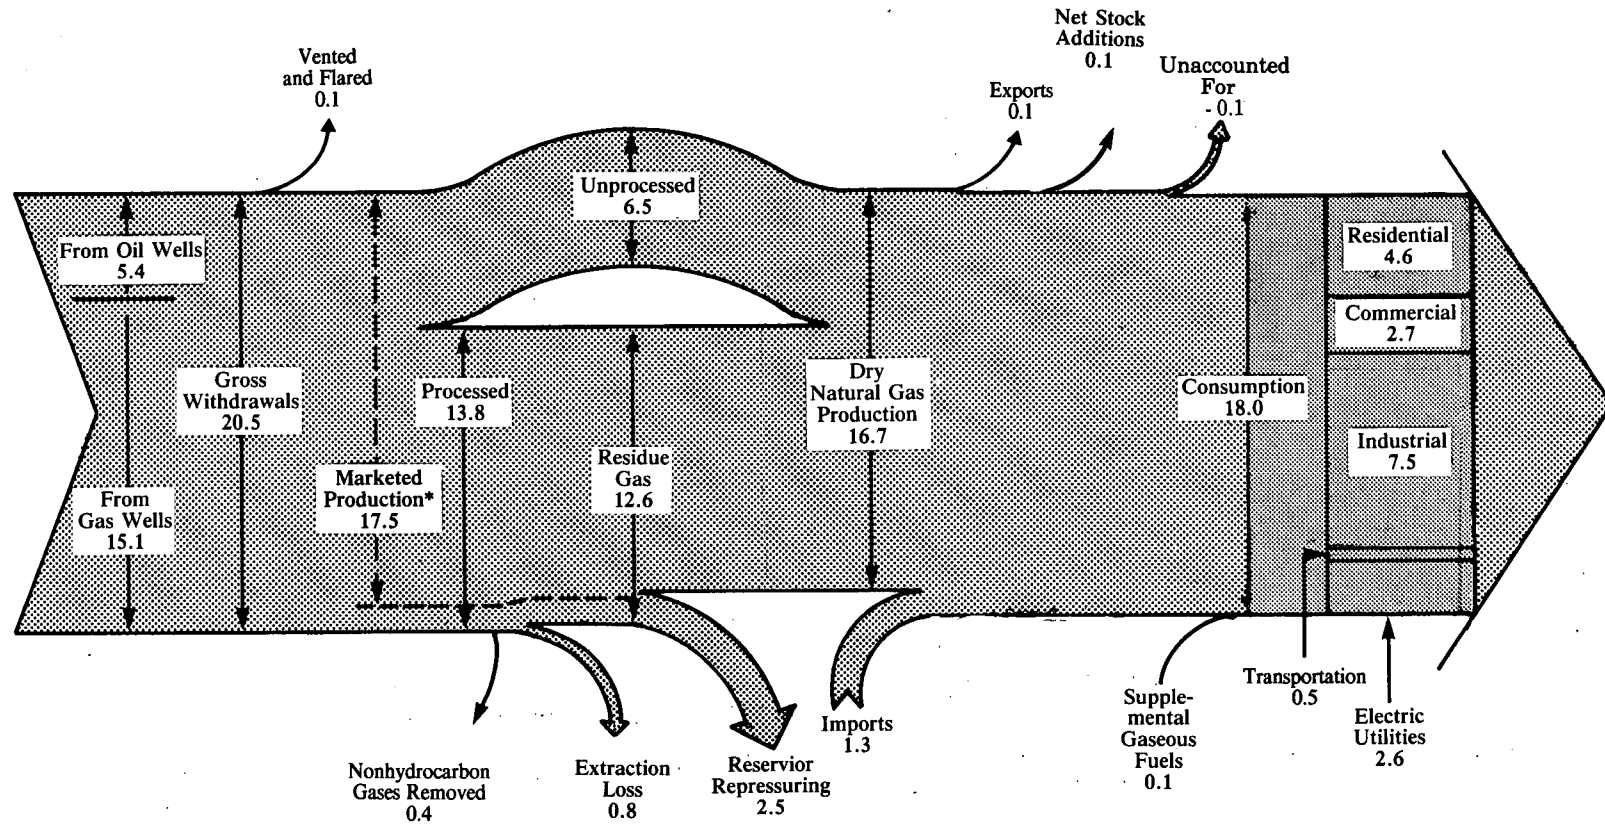 Net Stock
Additions
0.1
Vented
and Flared
0.1
Unaccounted
For
- 0.1
Exports
0.1
Unprocessed
6.5
From Oil Wells
5.4
Residential
4.6
Commercial
2.7
Gross
Withdrawals
20.5
Processed
13.8
Dry
Natural Gas
Production
16.7
Consumption
18.0
Industrial
7.5
Marketed
Production*
17.5
Residue
Gas
12.6
From
Gas Wells
15.1
Nonhydrocarbon
Gases Removed
0.4
Extraction
Loss
0.8
Reservior
Repressuring
2.5
Imports
1.3
Supple-
mental
Gaseous
Fuels
0.1
Transportation
0.5
Electric
Utilities
2.6